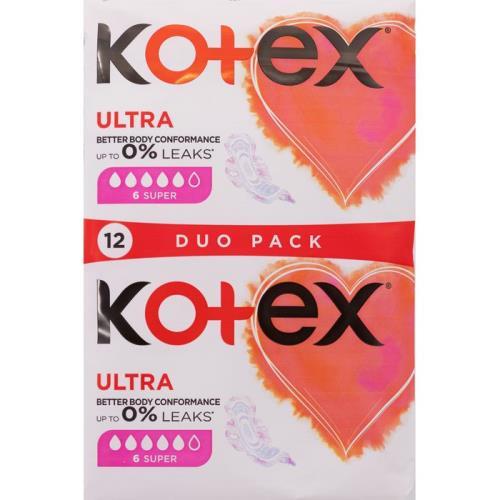 Kotex®
ULTRA
BETTER BODY CONFORMANCE
UP TO 0% LEAKS*
6 SUPER
12 DUO PACK
Kotex®
ULTRA
BETTER BODY CONFORMANCE
UP TO 0% LEAKS*
6 SUPER